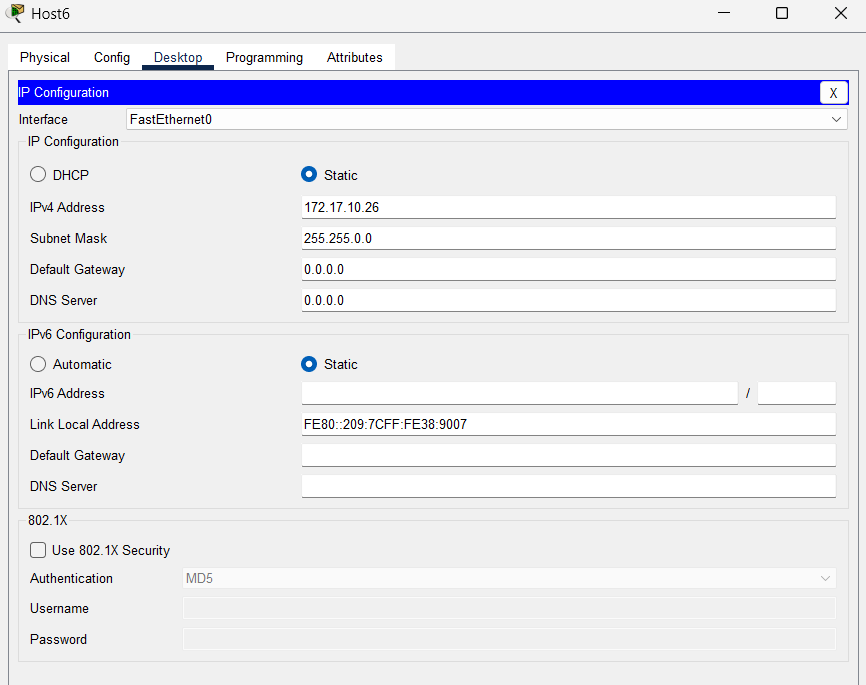 Host6
Physical Config Desktop Programming Attributes
IP Configuration X
Interface FastEthernet0
IP Configuration
DHCP Static
IPv4 Address 172.17.10.26
Subnet Mask 255.255.0.0
Default Gateway 0.0.0.0
DNS Server 0.0.0.0
IPv6 Configuration
Automatic Static
IPv6 Address /
Link Local Address FE80::209:7CFF:FE38:9007
Default Gateway
DNS Server
802.1X
Use 802.1X Security
Authentication MD5
Username
Password